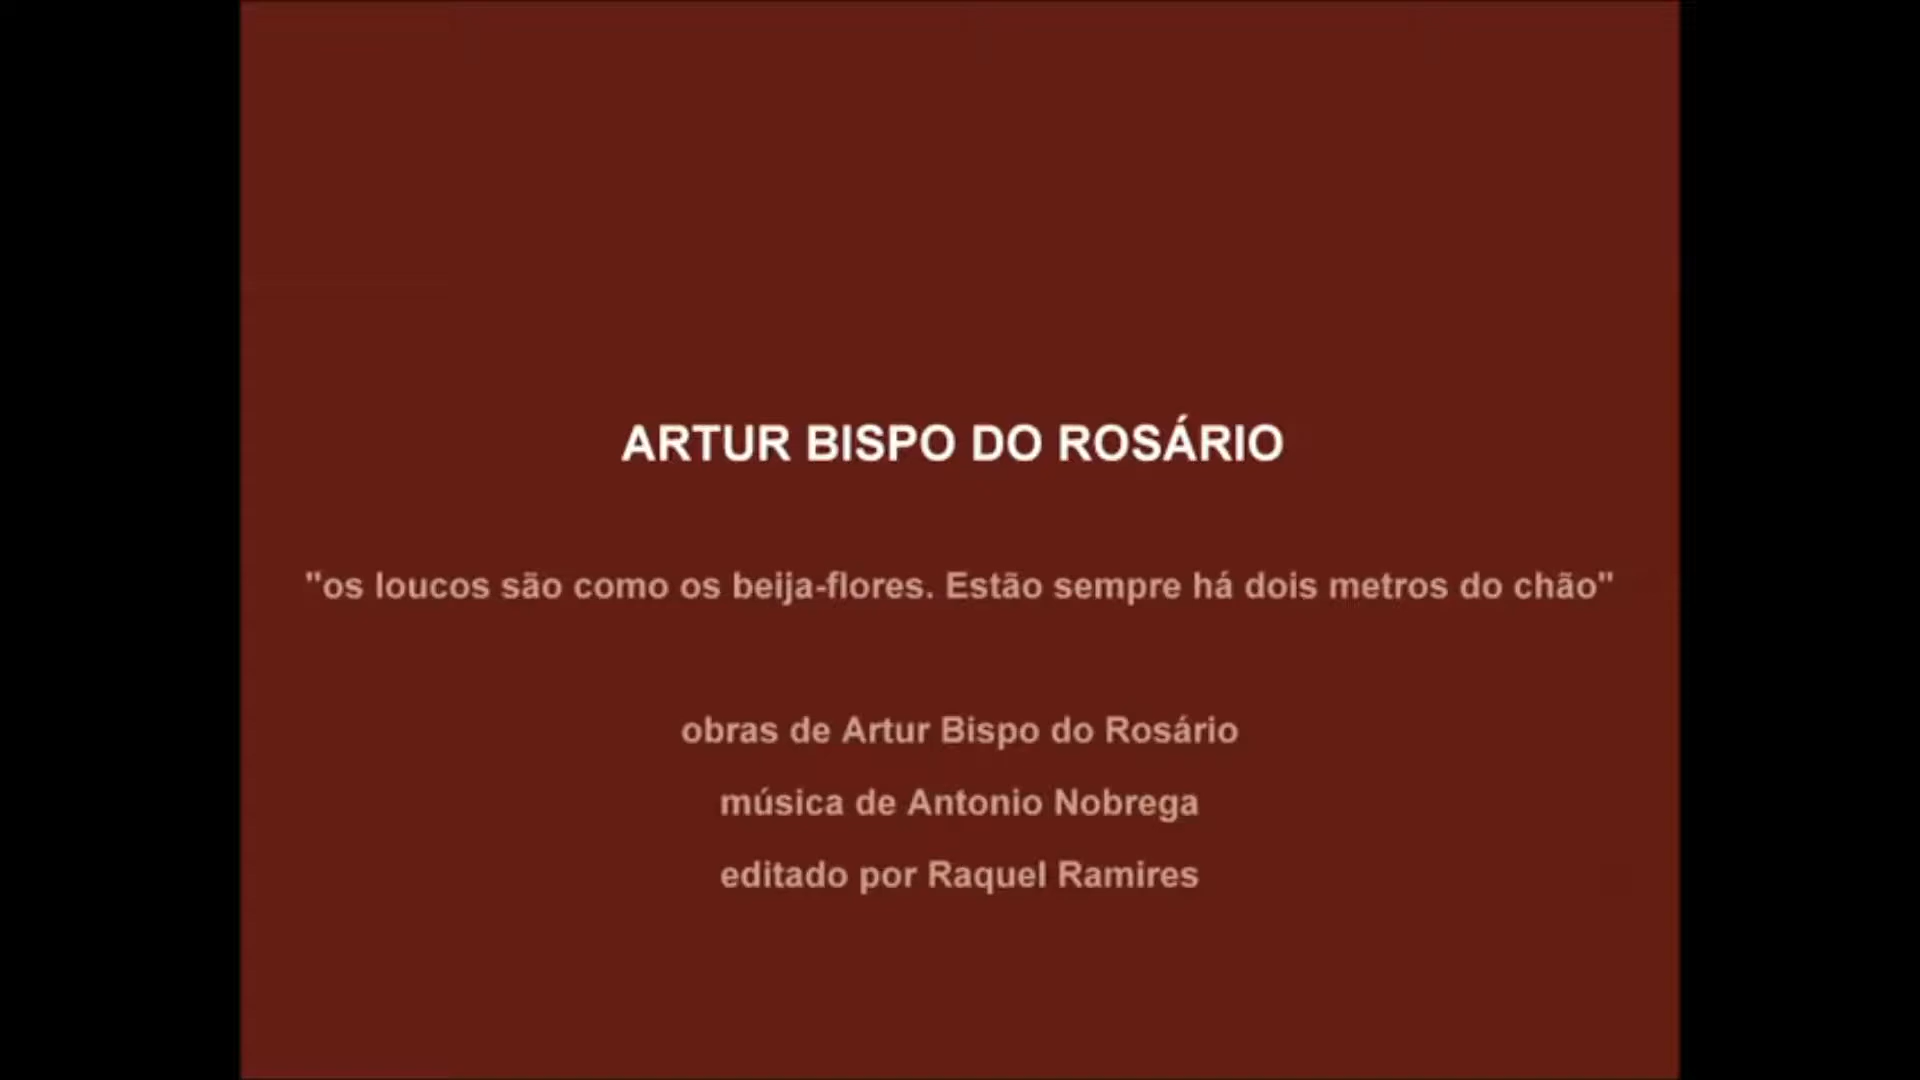 ARTUR BISPO DO ROSÁRIO
"os loucos são como os beija-flores. Estão sempre há dois metros do chão"
obras de Artur Bispo do Rosário
música de Antonio Nobrega
editado por Raquel Ramires